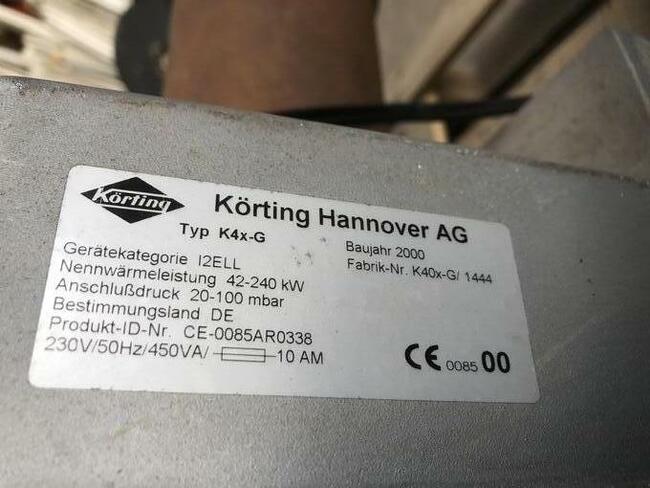 Körting
Körting Hannover AG
Typ K4x-G
Baujahr 2000
Gerätekategorie I2ELL
Fabrik-Nr. K40x-G/ 1444
Nennwärmeleistung 42-240 kW
Anschlußdruck 20-100 mbar
Bestimmungsland DE
Produkt-ID-Nr. CE-0085AR0338
230V/50Hz/450VA/ 10 AM
CE 0085 00